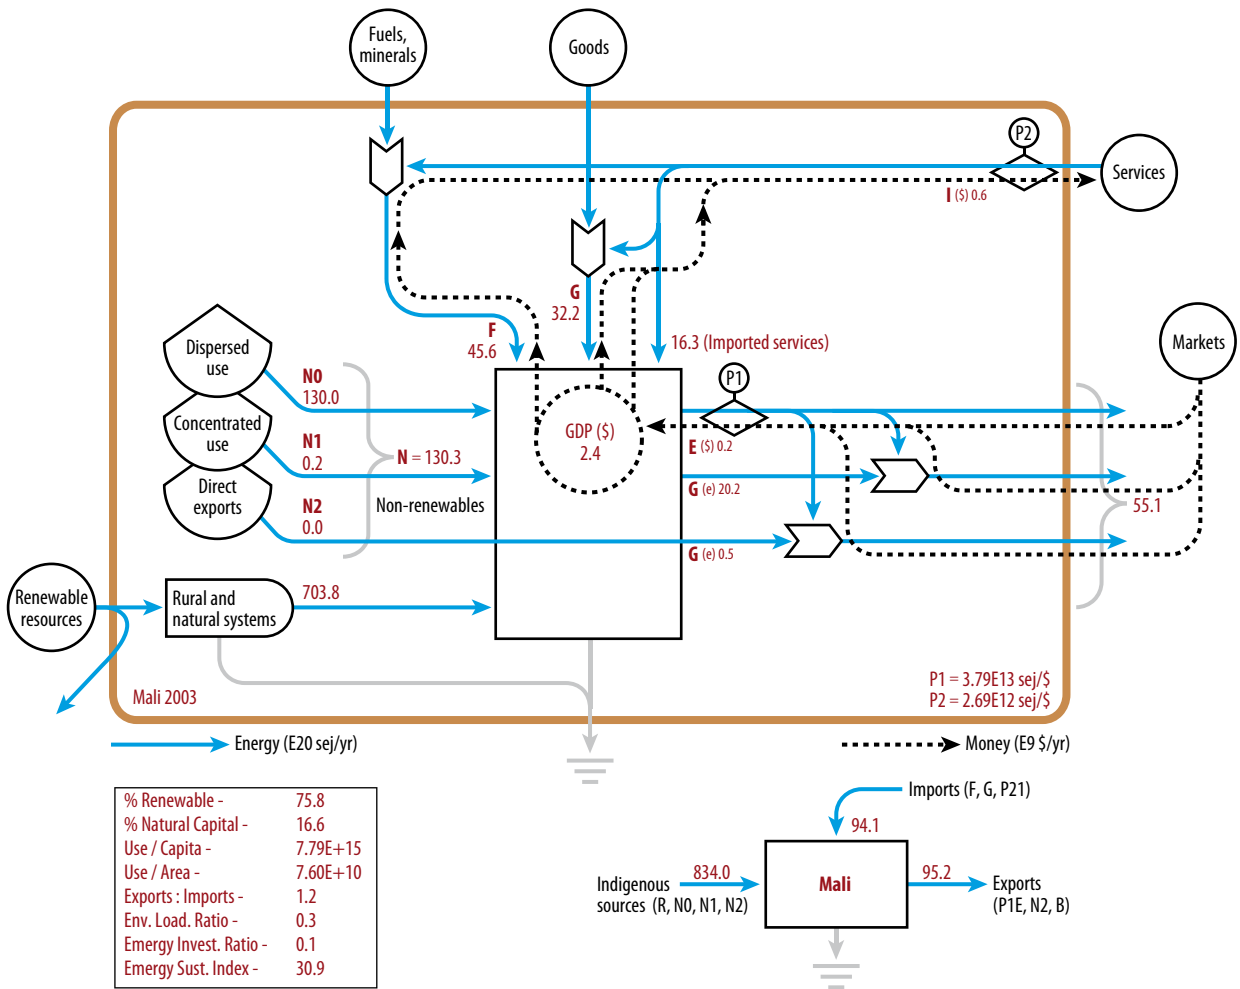 Fuels,
minerals
Goods
P2
Services
I ($) 0.6
G
32.2
F
45.6
16.3 (Imported services)
Dispersed
use
N0
130.0
Concentrated
use
N1
0.2
N = 130.3
Direct
exports
N2
0.0
Non-renewables
GDP ($)
2.4
P1
Markets
E ($) 0.2
G (e) 20.2
G (e) 0.5
55.1
Renewable
resources
Rural and
natural systems
703.8
Mali 2003
P1 = 3.79E13 sej/$
P2 = 2.69E12 sej/$
Energy (E20 sej/yr)
Money (E9 $/yr)
% Renewable - 75.8
% Natural Capital - 16.6
Use / Capita - 7.79E+15
Use / Area - 7.60E+10
Exports : Imports - 1.2
Env. Load. Ratio - 0.3
Emergy Invest. Ratio - 0.1
Emergy Sust. Index - 30.9
Imports (F, G, P21)
94.1
Indigenous
sources (R, N0, N1, N2)
834.0
Mali
95.2
Exports
(P1E, N2, B)